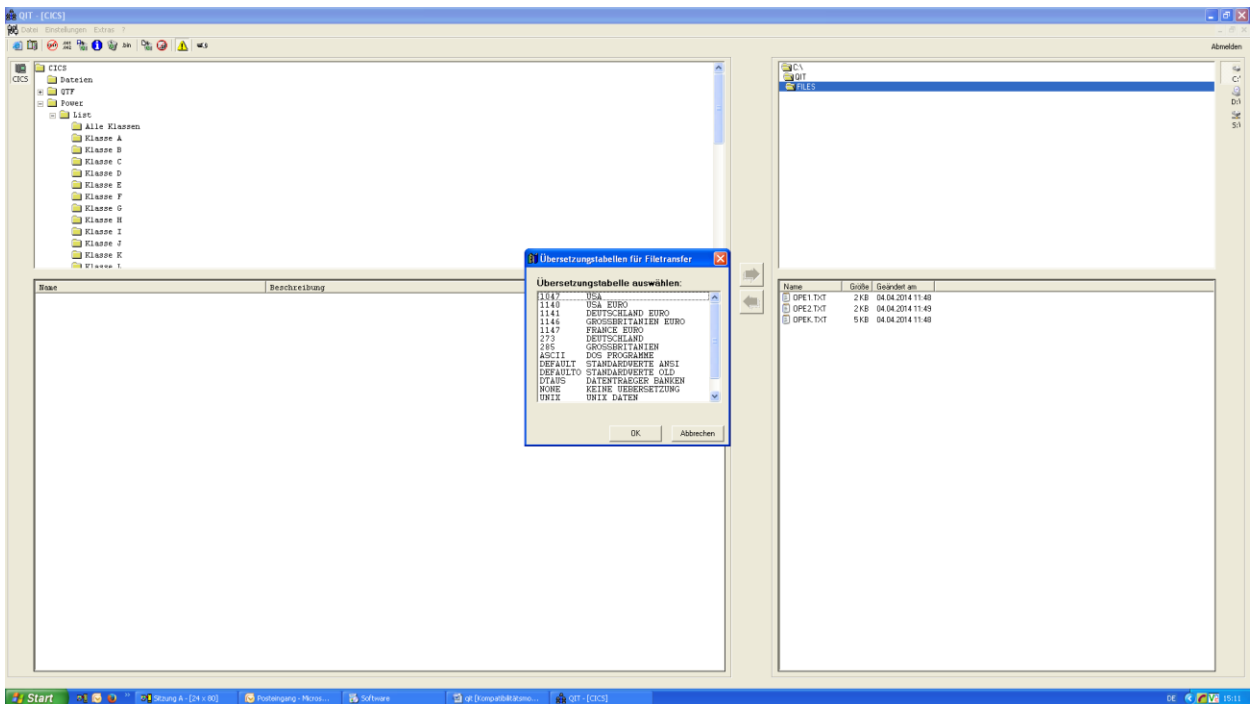 QIT - [CICS]
Datei Einstellungen Extras ?
Abmelden
CICS
CICS
Dateien
QTF
Power
List
Alle Klassen
Klasse A
Klasse B
Klasse C
Klasse D
Klasse E
Klasse F
Klasse G
Klasse H
Klasse I
Klasse J
Klasse K
Klasse L
C:\
QIT
FILES
C:\
D:\
S:\
Übersetzungstabellen für Filetransfer
Übersetzungstabelle auswählen:
1047 USA
1140 USA EURO
1141 DEUTSCHLAND EURO
1146 GROSSBRITANIEN EURO
1147 FRANCE EURO
273 DEUTSCHLAND
285 GROSSBRITANIEN
ASCII DOS PROGRAMME
DEFAULT STANDARDWERTE ANSI
DEFAULTO STANDARDWERTE OLD
DTAUS DATENTRAEGER BANKEN
NONE KEINE UEBERSETZUNG
UNIX UNIX DATEN
OK Abbrechen
Name Beschreibung
Name Größe Geändert am
OPE1.TXT 2 KB 04.04.2014 11:48
OPE2.TXT 2 KB 04.04.2014 11:49
OPEK.TXT 5 KB 04.04.2014 11:48
Start Sitzung A - [24 x 80] Posteingang - Micros... Software qit [Kompatibilitätsmo... QIT - [CICS] DE 15:11